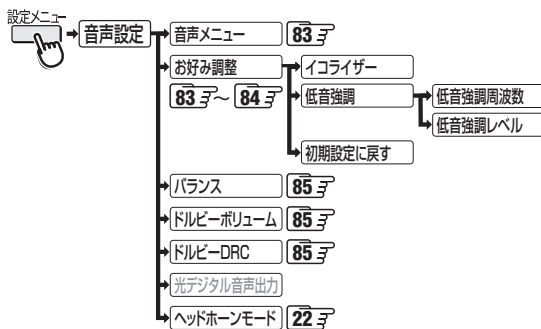 設定メニュー
音声設定
音声メニュー 83
お好み調整 イコライザー
83 ～ 84 低音強調 低音強調周波数
低音強調レベル
初期設定に戻す
バランス 85
ドルビーボリューム 85
ドルビーDRC 85
光デジタル音声出力
ヘッドホーンモード 22